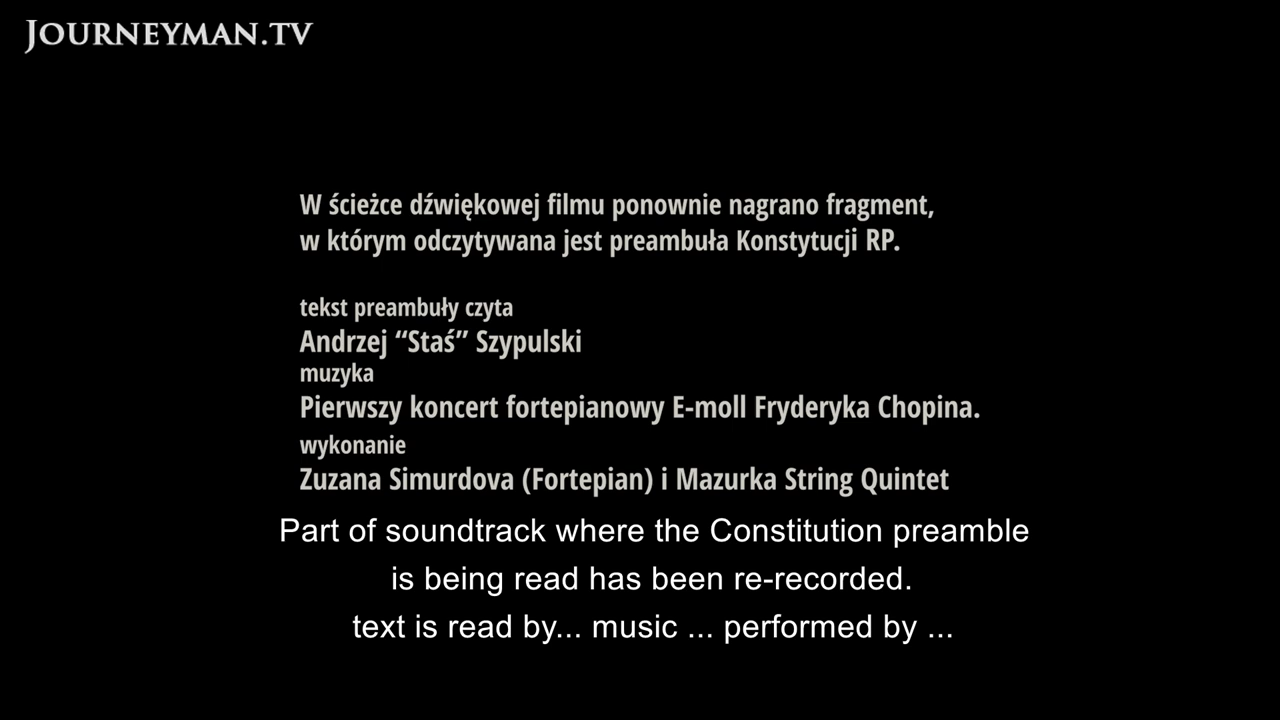 JOURNEYMAN.TV
W ścieżce dźwiękowej filmu ponownie nagrano fragment,
w którym odczytywana jest preambuła Konstytucji RP.
tekst preambuły czyta
Andrzej “Staś” Szypulski
muzyka
Pierwszy koncert fortepianowy E-moll Fryderyka Chopina.
wykonanie
Zuzana Simurdova (Fortepian) i Mazurka String Quintet
Part of soundtrack where the Constitution preamble
is being read has been re-recorded.
text is read by... music ... performed by ...